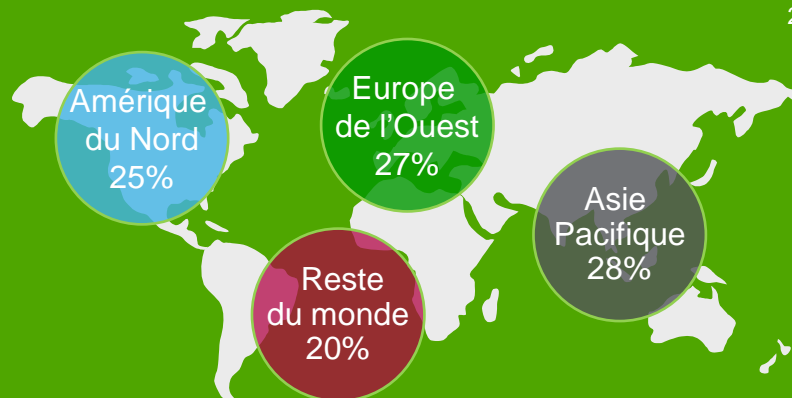 Amérique
du Nord
25%
Europe
de l'Ouest
27%
Asie
Pacifique
28%
Reste
du monde
20%